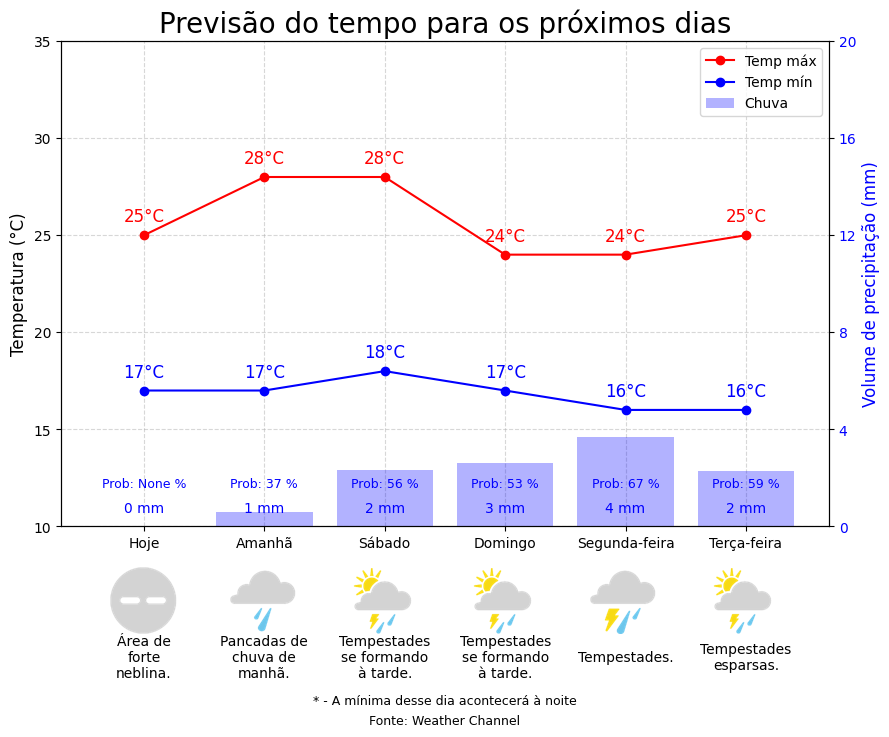 Previsão do tempo para os próximos dias
Temperatura (°C)
Volume de precipitação (mm)
35
30
25
20
15
10
20
16
12
8
4
0
Temp máx
Temp mín
Chuva
25°C
28°C
28°C
24°C
24°C
25°C
17°C
17°C
18°C
17°C
16°C
16°C
Prob: None %
Prob: 37 %
Prob: 56 %
Prob: 53 %
Prob: 67 %
Prob: 59 %
0 mm
1 mm
2 mm
3 mm
4 mm
2 mm
Hoje
Amanhã
Sábado
Domingo
Segunda-feira
Terça-feira
Área de
forte
neblina.
Pancadas de
chuva de
manhã.
Tempestades
se formando
à tarde.
Tempestades
se formando
à tarde.
Tempestades.
Tempestades
esparsas.
* - A mínima desse dia acontecerá à noite
Fonte: Weather Channel